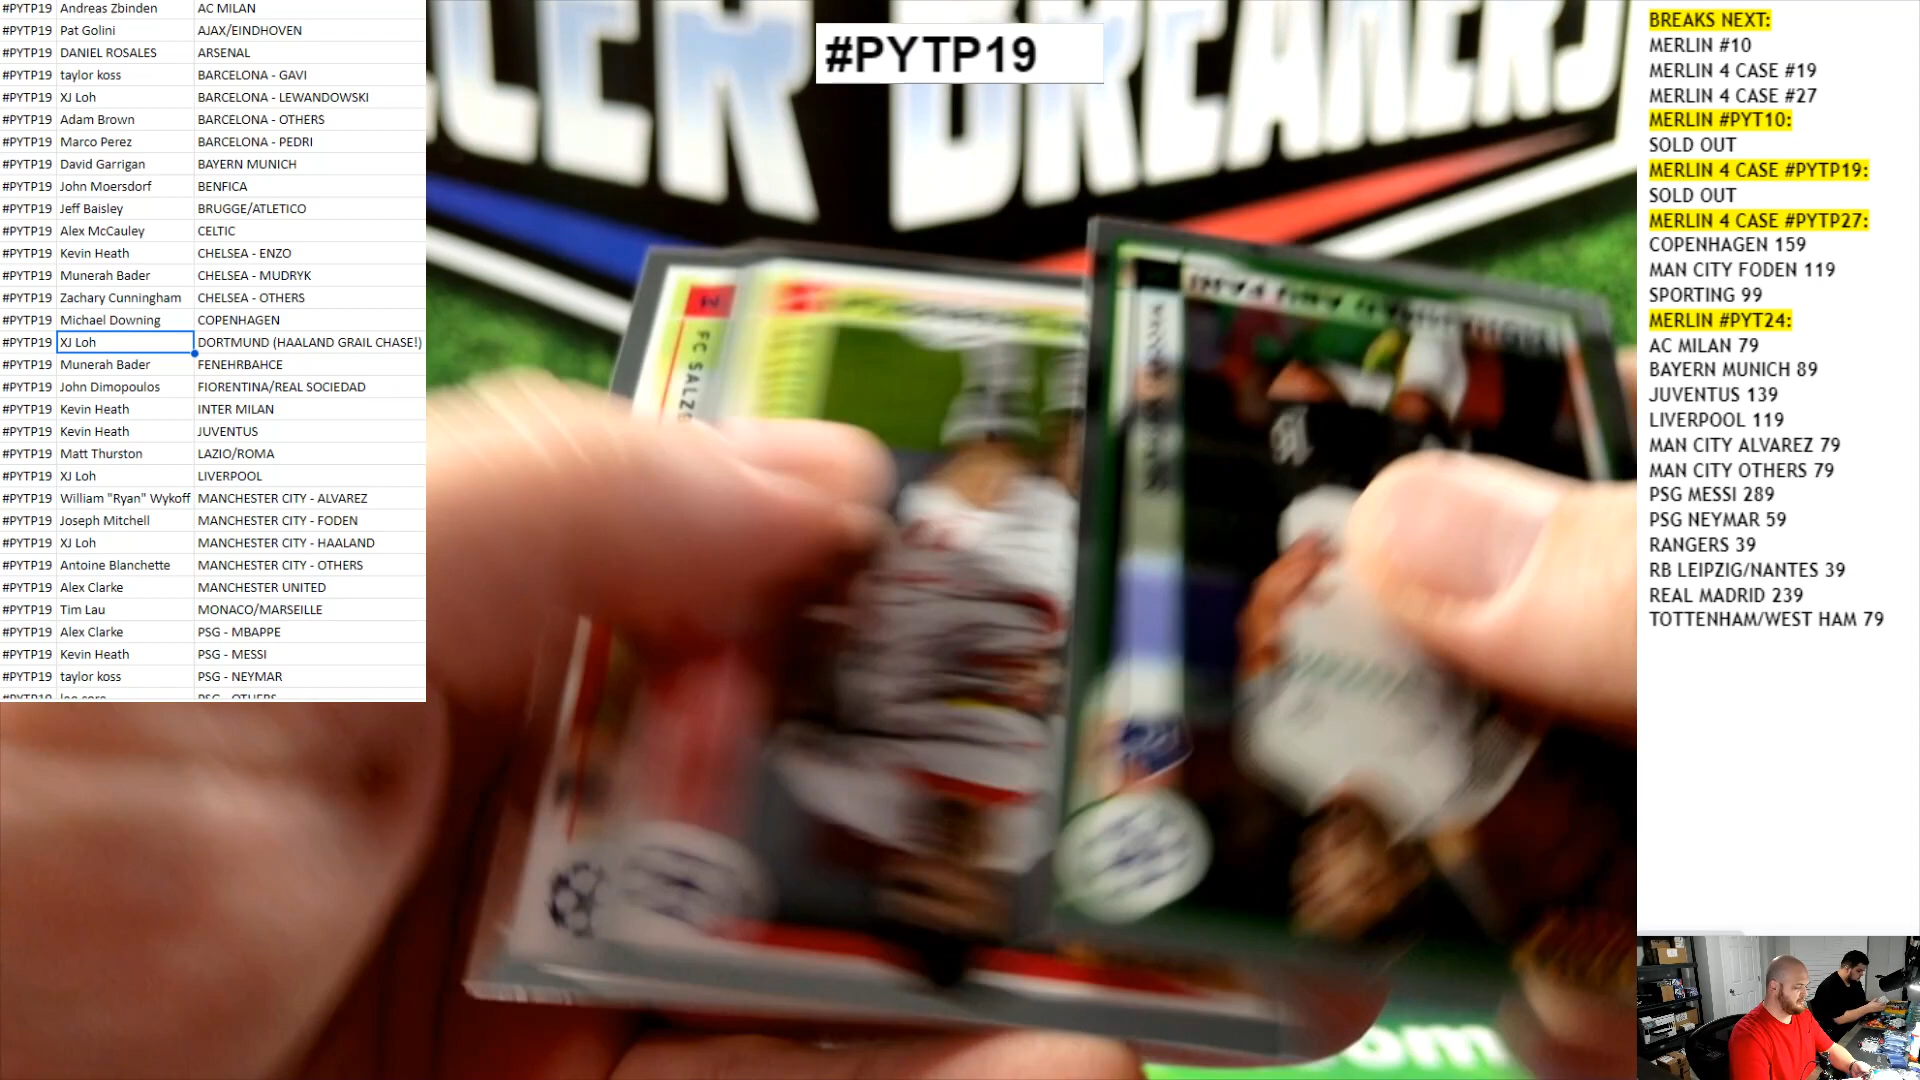 #PYTP19 Andreas Zbinden AC MILAN
#PYTP19 Pat Golini AJAX/EINDHOVEN
#PYTP19 DANIEL ROSALES ARSENAL
#PYTP19 taylor koss BARCELONA - GAVI
#PYTP19 XJ Loh BARCELONA - LEWANDOWSKI
#PYTP19 Adam Brown BARCELONA - OTHERS
#PYTP19 Marco Perez BARCELONA - PEDRI
#PYTP19 David Garrigan BAYERN MUNICH
#PYTP19 John Moersdorf BENFICA
#PYTP19 Jeff Baisley BRUGGE/ATLETICO
#PYTP19 Alex McCauley CELTIC
#PYTP19 Kevin Heath CHELSEA - ENZO
#PYTP19 Munerah Bader CHELSEA - MUDRYK
#PYTP19 Zachary Cunningham CHELSEA - OTHERS
#PYTP19 Michael Downing COPENHAGEN
#PYTP19 XJ Loh DORTMUND (HAALAND GRAIL CHASE!)
#PYTP19 Munerah Bader FENEHRBAHCE
#PYTP19 John Dimopoulos FIORENTINA/REAL SOCIEDAD
#PYTP19 Kevin Heath INTER MILAN
#PYTP19 Kevin Heath JUVENTUS
#PYTP19 Matt Thurston LAZIO/ROMA
#PYTP19 XJ Loh LIVERPOOL
#PYTP19 William "Ryan" Wykoff MANCHESTER CITY - ALVAREZ
#PYTP19 Joseph Mitchell MANCHESTER CITY - FODEN
#PYTP19 XJ Loh MANCHESTER CITY - HAALAND
#PYTP19 Antoine Blanchette MANCHESTER CITY - OTHERS
#PYTP19 Alex Clarke MANCHESTER UNITED
#PYTP19 Tim Lau MONACO/MARSEILLE
#PYTP19 Alex Clarke PSG - MBAPPE
#PYTP19 Kevin Heath PSG - MESSI
#PYTP19 taylor koss PSG - NEYMAR
#PYTP19
CCER BREAKERS
#PYTP19
FC SALZB
om
BREAKS NEXT:
MERLIN #10
MERLIN 4 CASE #19
MERLIN 4 CASE #27
MERLIN #PYT10:
SOLD OUT
MERLIN 4 CASE #PYTP19:
SOLD OUT
MERLIN 4 CASE #PYTP27:
COPENHAGEN 159
MAN CITY FODEN 119
SPORTING 99
MERLIN #PYT24:
AC MILAN 79
BAYERN MUNICH 89
JUVENTUS 139
LIVERPOOL 119
MAN CITY ALVAREZ 79
MAN CITY OTHERS 79
PSG MESSI 289
PSG NEYMAR 59
RANGERS 39
RB LEIPZIG/NANTES 39
REAL MADRID 239
TOTTENHAM/WEST HAM 79